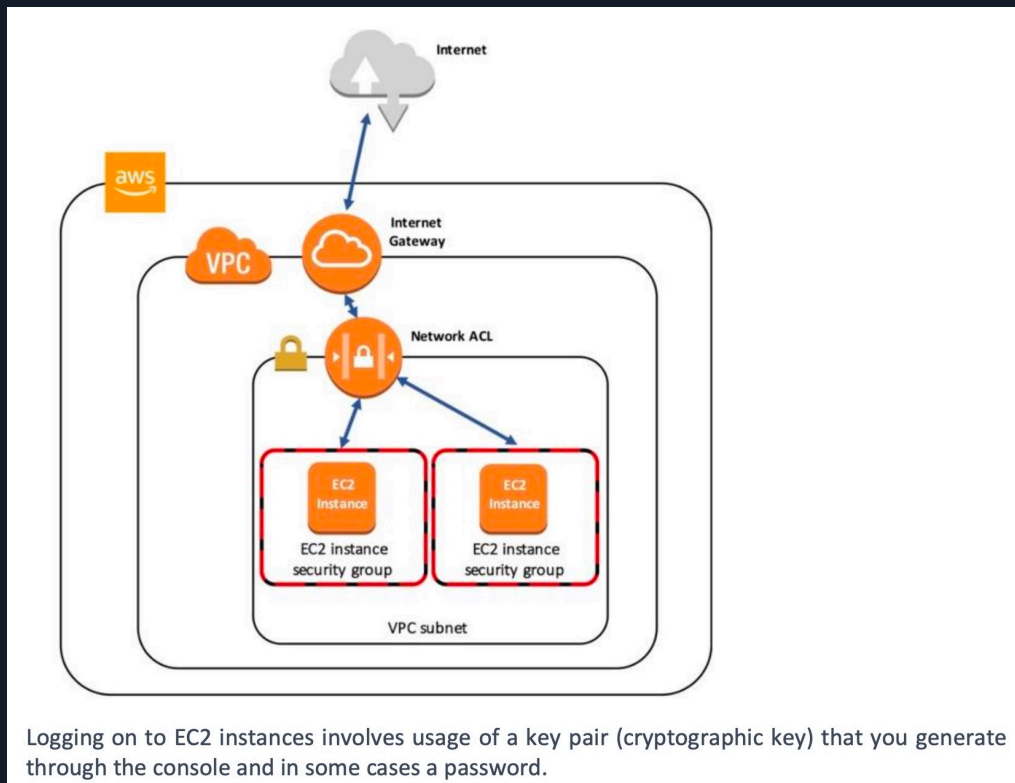 Internet
aws
Internet
Gateway
VPC
Network ACL
EC2
Instance
EC2
Instance
EC2 instance
security group
EC2 instance
security group
VPC subnet
Logging on to EC2 instances involves usage of a key pair (cryptographic key) that you generate
through the console and in some cases a password.